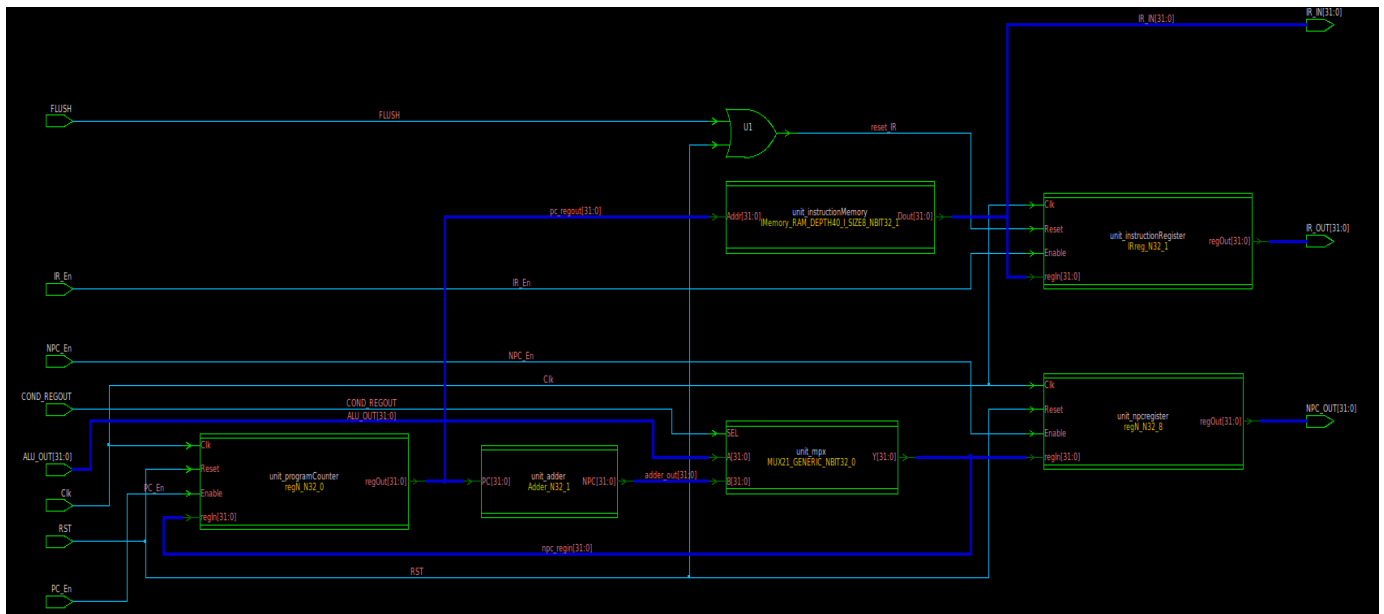 IR_IN[31:0]
IR_IN[31:0]
FLUSH
FLUSH
U1
reset_IR
pc_regout[31:0]
Addr[31:0]
unit_instructionMemory
IMemory_RAM_DEPTH40_I_SIZE8_NBIT32_1
Dout[31:0]
Clk
Reset
Enable
regIn[31:0]
unit_instructionRegister
IRreg_N32_1
regOut[31:0]
IR_OUT[31:0]
IR_En
IR_En
NPC_En
NPC_En
Clk
COND_REGOUT
COND_REGOUT
ALU_OUT[31:0]
ALU_OUT[31:0]
Clk
RST
PC_En
PC_En
Clk
Reset
Enable
regIn[31:0]
unit_programCounter
regN_N32_0
regOut[31:0]
PC[31:0]
unit_adder
Adder_N32_1
NPC[31:0]
adder_out[31:0]
SEL
A[31:0]
B[31:0]
unit_mpx
MUX21_GENERIC_NBIT32_0
Y[31:0]
Clk
Reset
Enable
regIn[31:0]
unit_npcregister
regN_N32_8
regOut[31:0]
NPC_OUT[31:0]
npc_regin[31:0]
RST